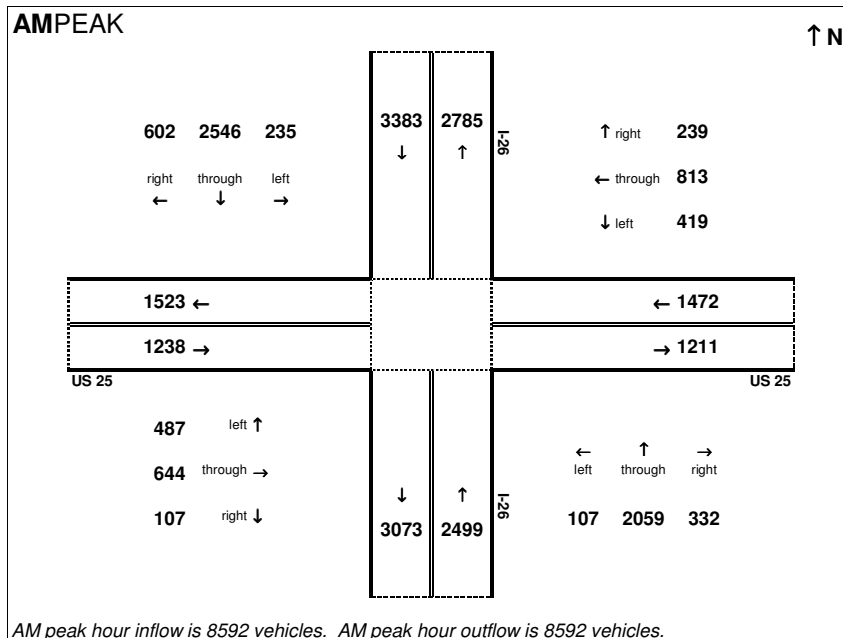 AMPEAK
↑ N
602 2546 235
right through left
← ↓ →
3383 2785
↓ ↑
I-26
↑ right 239
← through 813
↓ left 419
1523 ←
1238 →
US 25
← 1472
→ 1211
US 25
487 left ↑
644 through →
107 right ↓
↓ ↑
3073 2499
I-26
← ↑ →
left through right
107 2059 332
AM peak hour inflow is 8592 vehicles. AM peak hour outflow is 8592 vehicles.